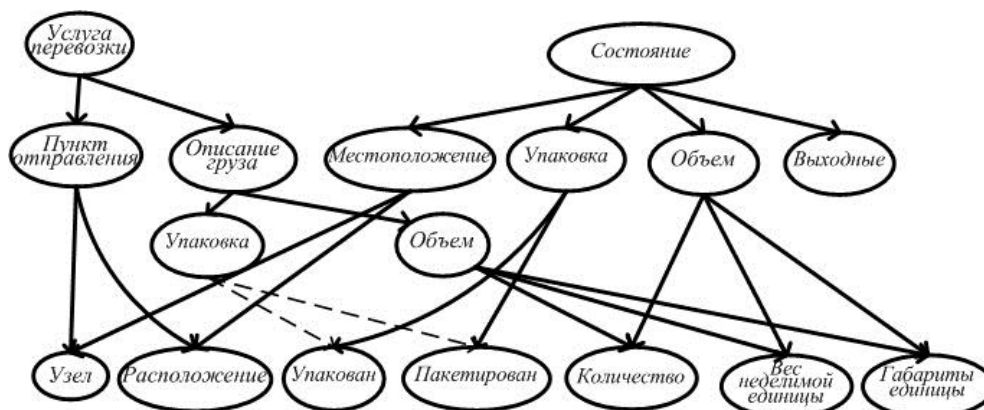 Услуга
перевозки
Состояние
Пункт
отправления
Описание
груза
Местоположение
Упаковка
Объем
Выходные
Упаковка
Объем
Узел
Расположение
Упакован
Пакетирован
Количество
Вес
неделимой
единицы
Габариты
единицы